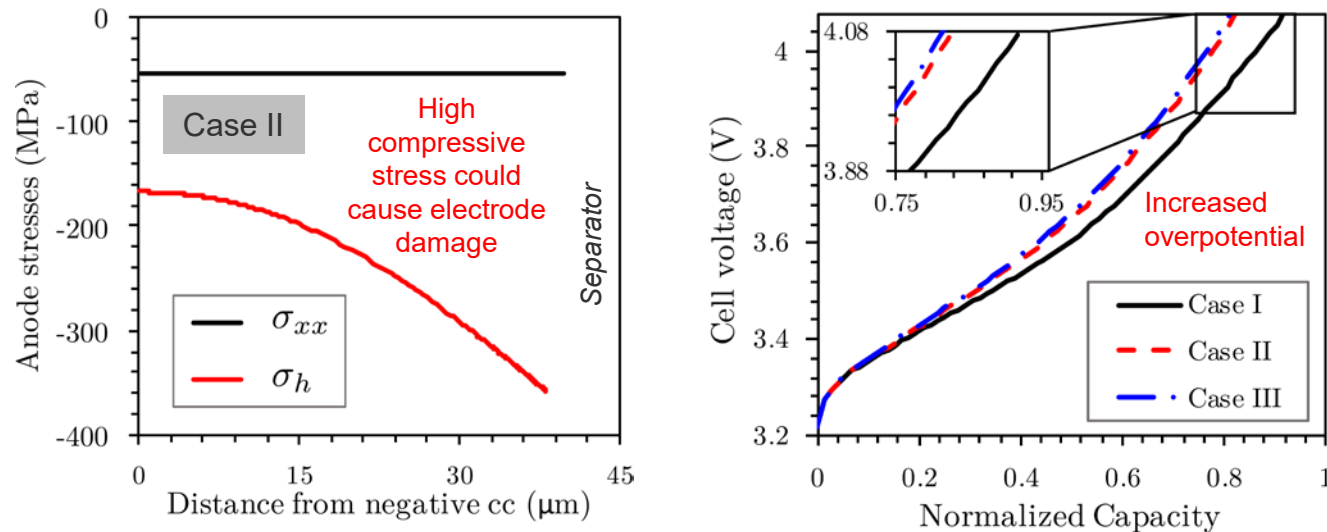 0
-100
-200
-300
-400
Anode stresses (MPa)
Case II
High
compressive
stress could
cause electrode
damage
Separator
σxx
σh
0
15
30
45
Distance from negative cc (μm)
4
3.8
3.6
3.4
3.2
Cell voltage (V)
4.08
3.88
0.75
0.95
Increased
overpotential
Case I
Case II
Case III
0
0.2
0.4
0.6
0.8
1
Normalized Capacity